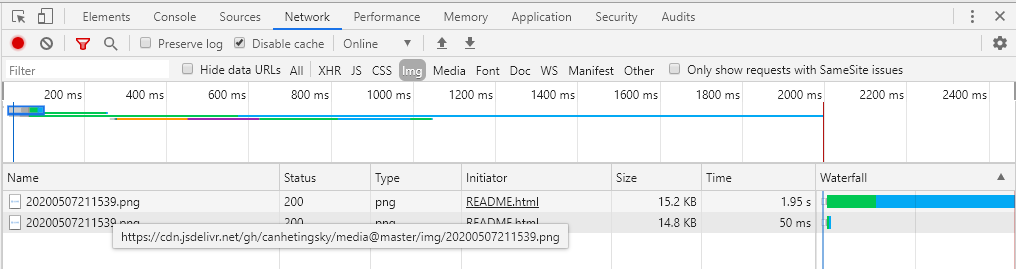 Elements Console Sources Network Performance Memory Application Security Audits
Preserve log Disable cache Online
Filter Hide data URLs All XHR JS CSS Img Media Font Doc WS Manifest Other Only show requests with SameSite issues
200 ms 400 ms 600 ms 800 ms 1000 ms 1200 ms 1400 ms 1600 ms 1800 ms 2000 ms 2200 ms 2400 ms
Name Status Type Initiator Size Time Waterfall
20200507211539.png 200 png README.html 15.2 KB 1.95 s
20200507211539.png 200 png README.html 14.8 KB 50 ms
https://cdn.jsdelivr.net/gh/canhetingsky/media@master/img/20200507211539.png